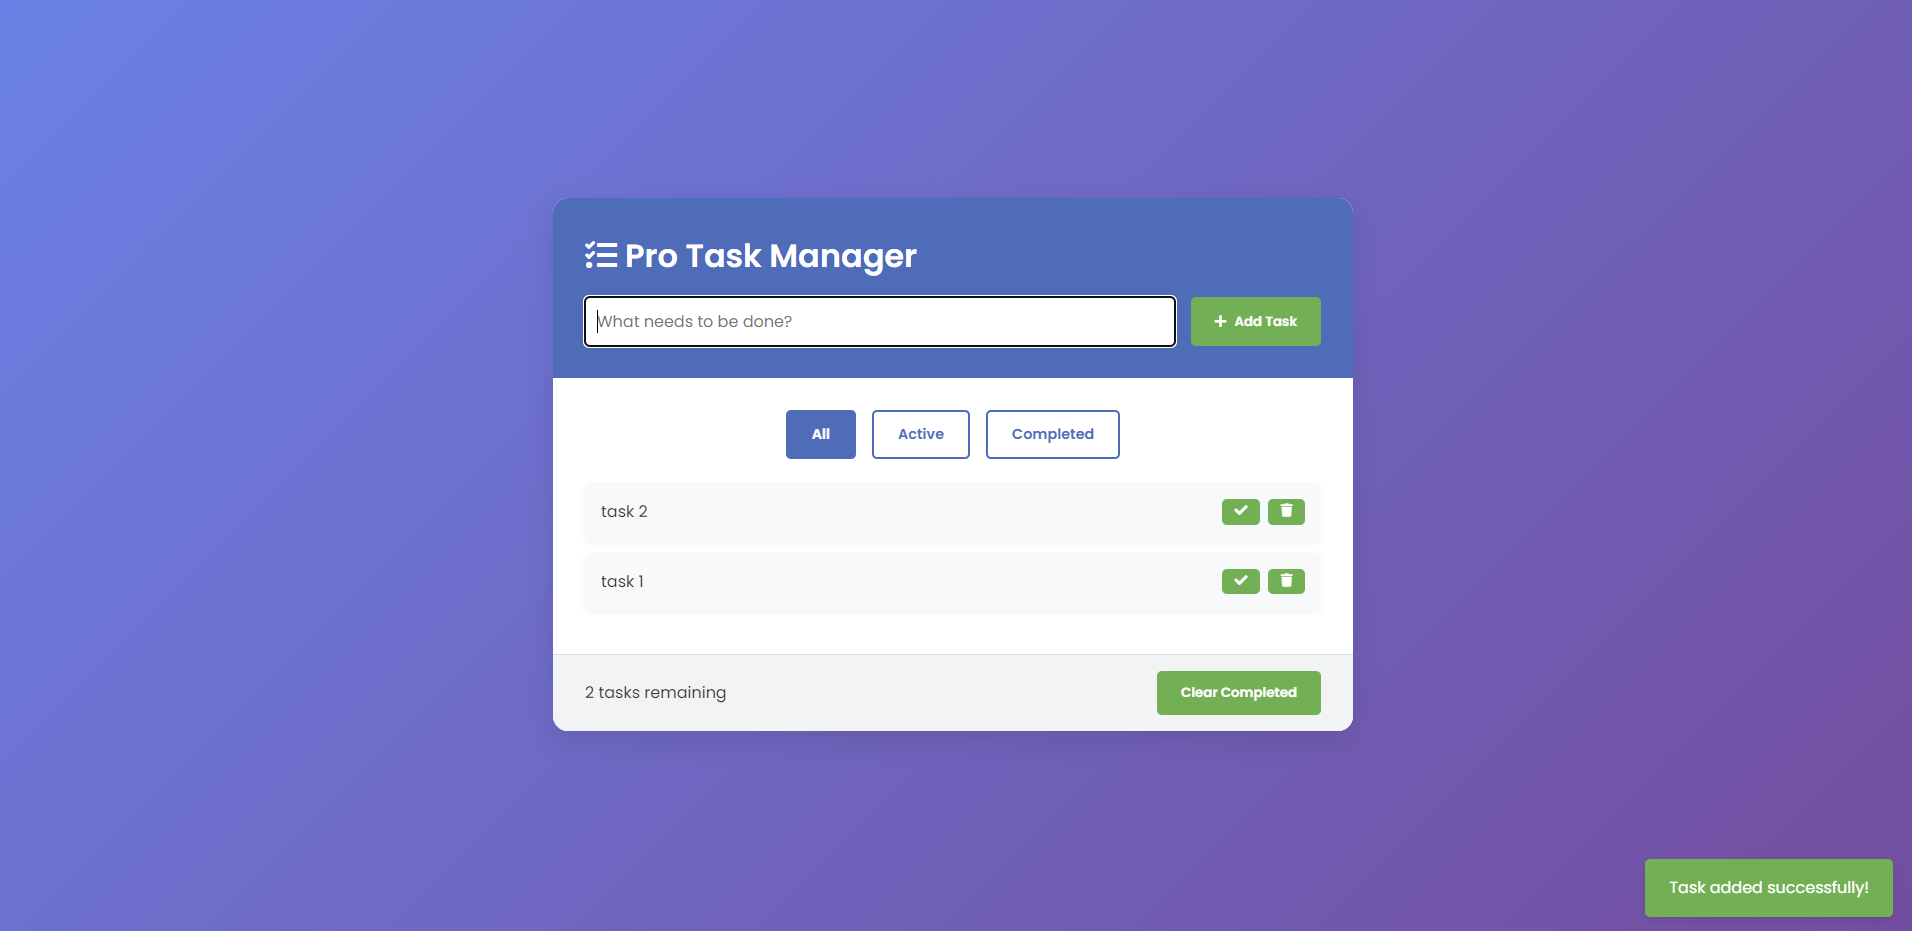 Pro Task Manager
What needs to be done?
Add Task
All
Active
Completed
task 2
task 1
2 tasks remaining
Clear Completed
Task added successfully!